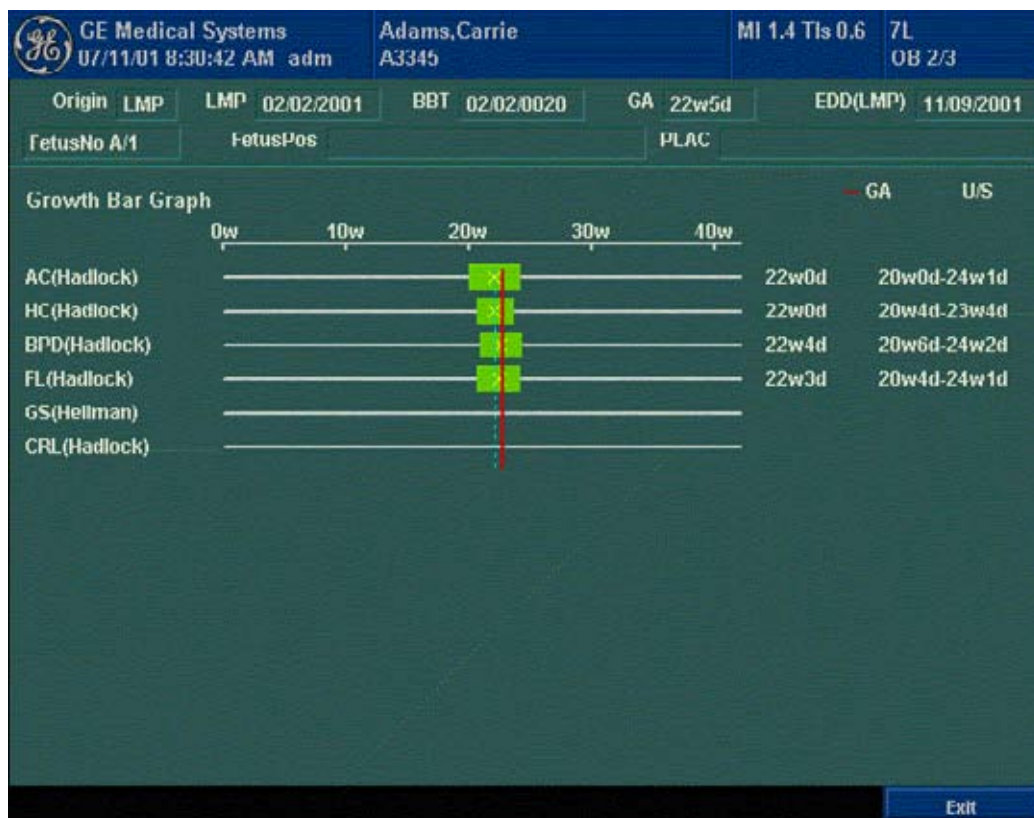 GE Medical Systems Adams,Carrie MI 1.4 TIs 0.6 7L
07/11/01 8:30:42 AM adm A3345 OB 2/3
Origin LMP LMP 02/02/2001 BBT 02/02/0020 GA 22w5d EDD(LMP) 11/09/2001
FetusNo A/1 FetusPos PLAC
Growth Bar Graph GA U/S
0w 10w 20w 30w 40w
AC(Hadlock) 22w0d 20w0d-24w1d
HC(Hadlock) 22w0d 20w4d-23w4d
BPD(Hadlock) 22w4d 20w6d-24w2d
FL(Hadlock) 22w3d 20w4d-24w1d
GS(Hellman)
CRL(Hadlock)
Exit